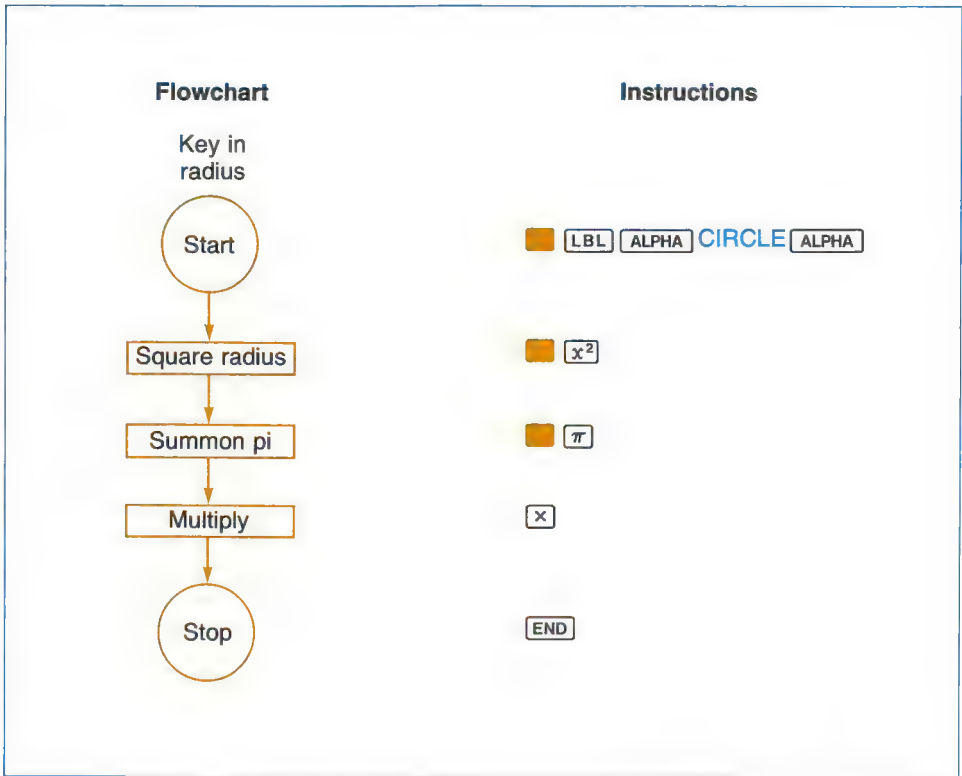 Flowchart
Instructions
Key in
radius
Start
LBL ALPHA CIRCLE ALPHA
Square radius
x²
Summon pi
π
Multiply
×
Stop
END